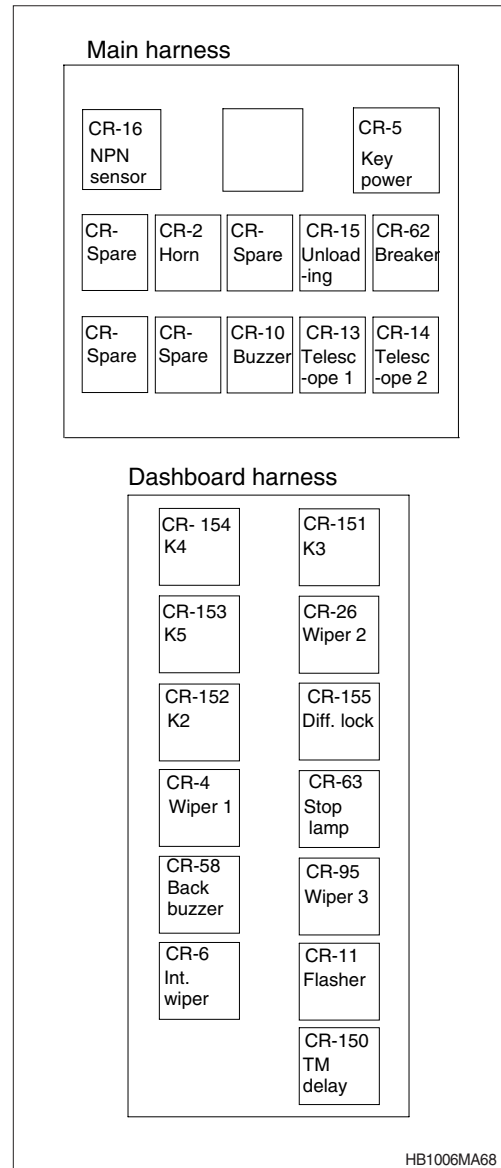 Main harness
CR-16
NPN
sensor
CR-5
Key
power
CR-
Spare
CR-2
Horn
CR-
Spare
CR-15
Unload
-ing
CR-62
Breaker
CR-
Spare
CR-
Spare
CR-10
Buzzer
CR-13
Telesc
-ope 1
CR-14
Telesc
-ope 2
Dashboard harness
CR- 154
K4
CR-151
K3
CR-153
K5
CR-26
Wiper 2
CR-152
K2
CR-155
Diff. lock
CR-4
Wiper 1
CR-63
Stop
lamp
CR-58
Back
buzzer
CR-95
Wiper 3
CR-6
Int.
wiper
CR-11
Flasher
CR-150
TM
delay
HB1006MA68